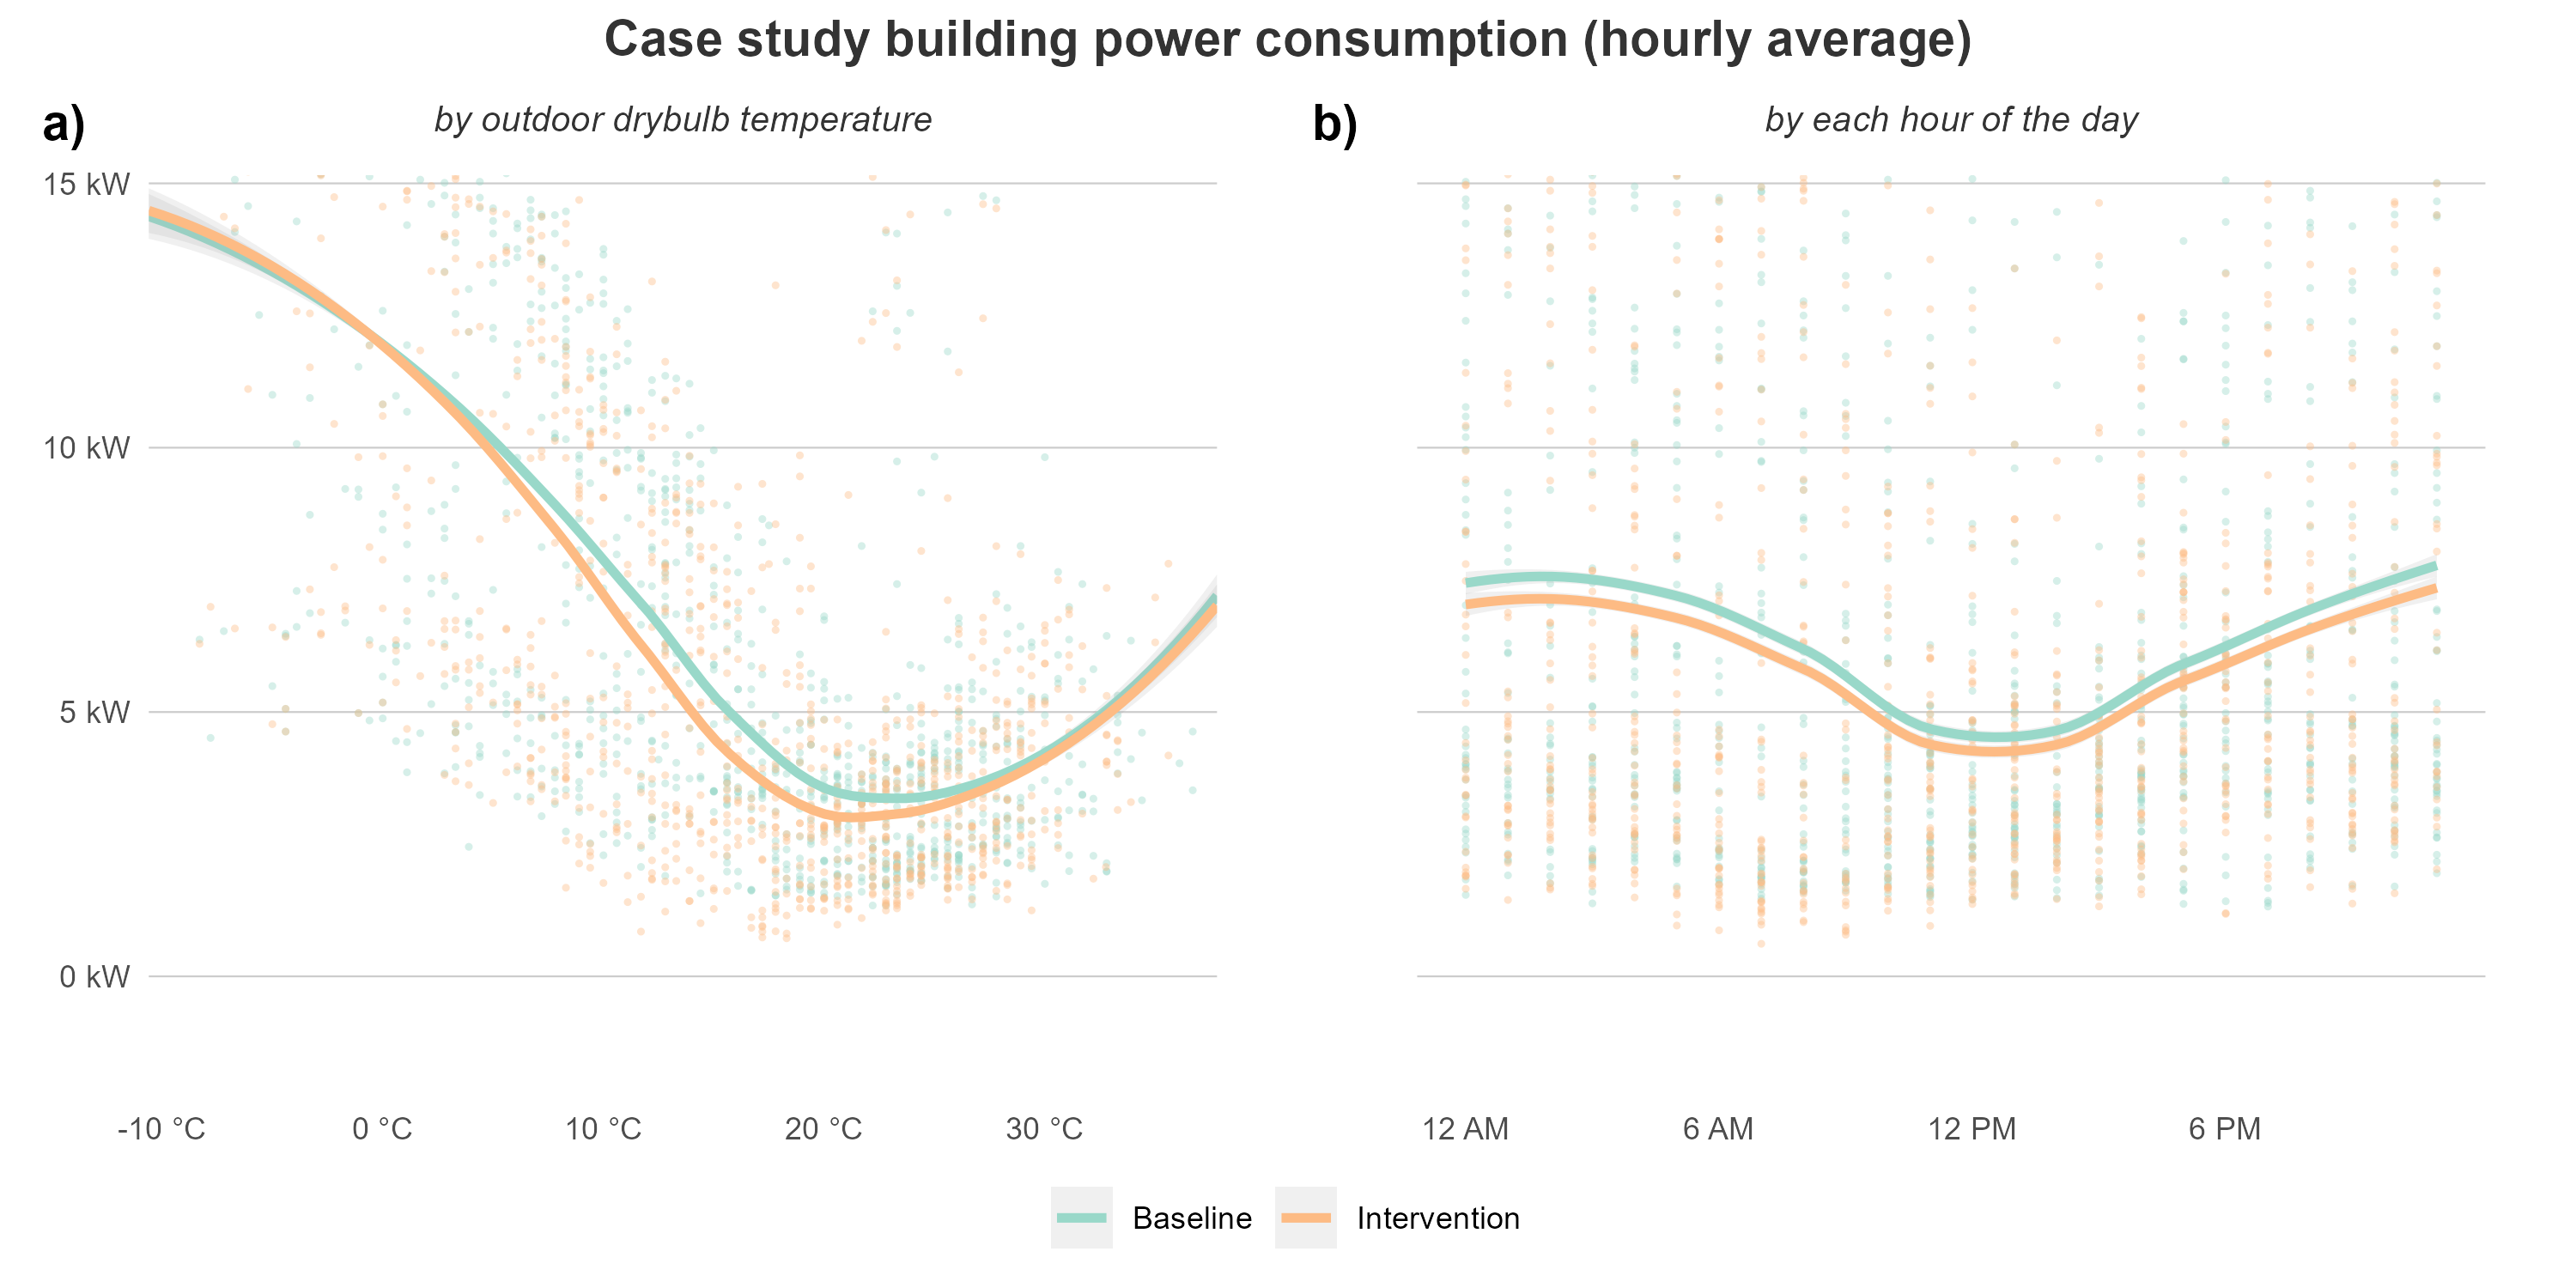 Case study building power consumption (hourly average)
a)
by outdoor drybulb temperature
b)
by each hour of the day
15 kW
10 kW
5 kW
0 kW
-10 °C
0 °C
10 °C
20 °C
30 °C
12 AM
6 AM
12 PM
6 PM
Baseline
Intervention